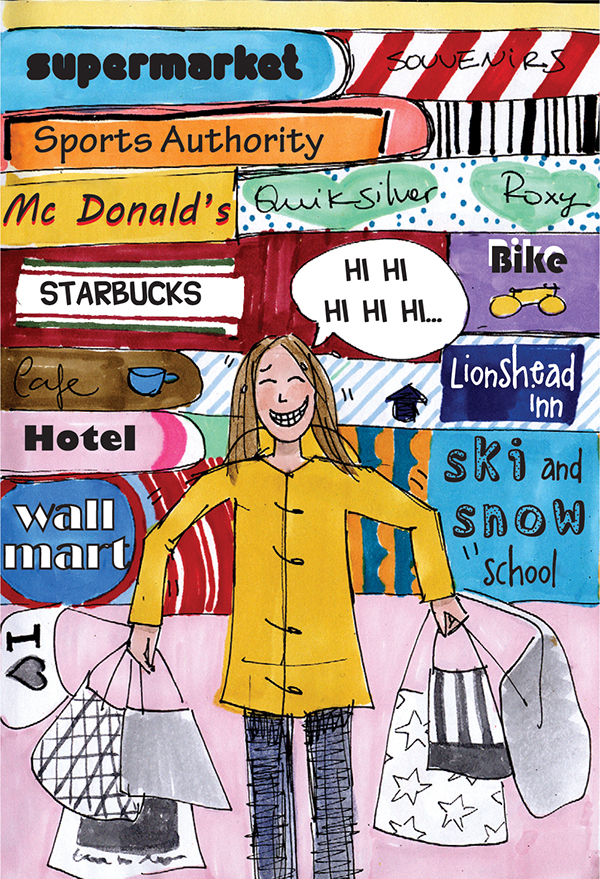 supermarket
SOUVENIRS
Sports Authority
Mc Donald's
Quiksilver
Roxy
STARBUCKS
HI HI
HI HI HI...
Bike
Cafe
Lionshead
Inn
Hotel
ski and
snow
school
wall
mart
I